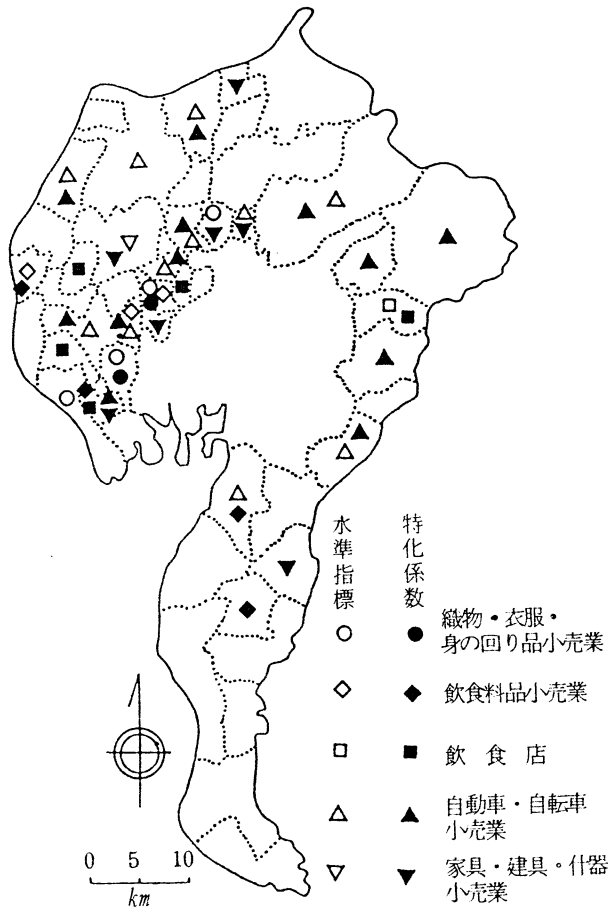 水準指標
特化係数
織物・衣服・
身の回り品小売業
飲食料品小売業
飲食店
自動車・自転車
小売業
家具・建具・什器
小売業
0 5 10
km